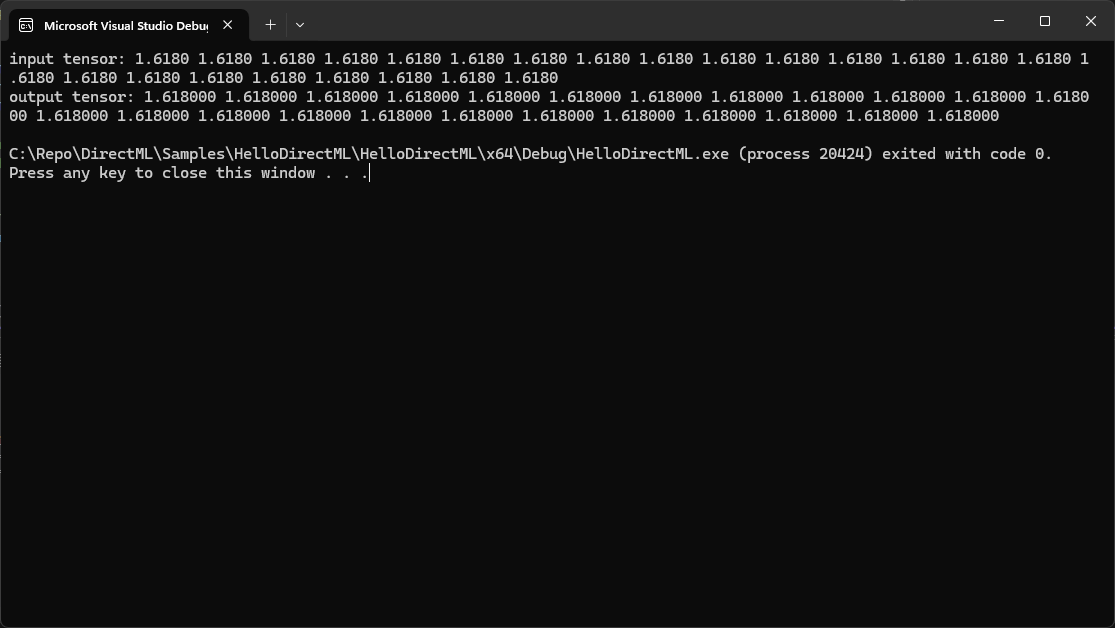 Microsoft Visual Studio Debug
input tensor: 1.6180 1.6180 1.6180 1.6180 1.6180 1.6180 1.6180 1.6180 1.6180 1.6180 1.6180 1.6180 1.6180 1.6180 1.6180 1
.6180 1.6180 1.6180 1.6180 1.6180 1.6180 1.6180 1.6180 1.6180
output tensor: 1.618000 1.618000 1.618000 1.618000 1.618000 1.618000 1.618000 1.618000 1.618000 1.618000 1.618000 1.6180
00 1.618000 1.618000 1.618000 1.618000 1.618000 1.618000 1.618000 1.618000 1.618000 1.618000 1.618000 1.618000
C:\Repo\DirectML\Samples\HelloDirectML\HelloDirectML\x64\Debug\HelloDirectML.exe (process 20424) exited with code 0.
Press any key to close this window . . .